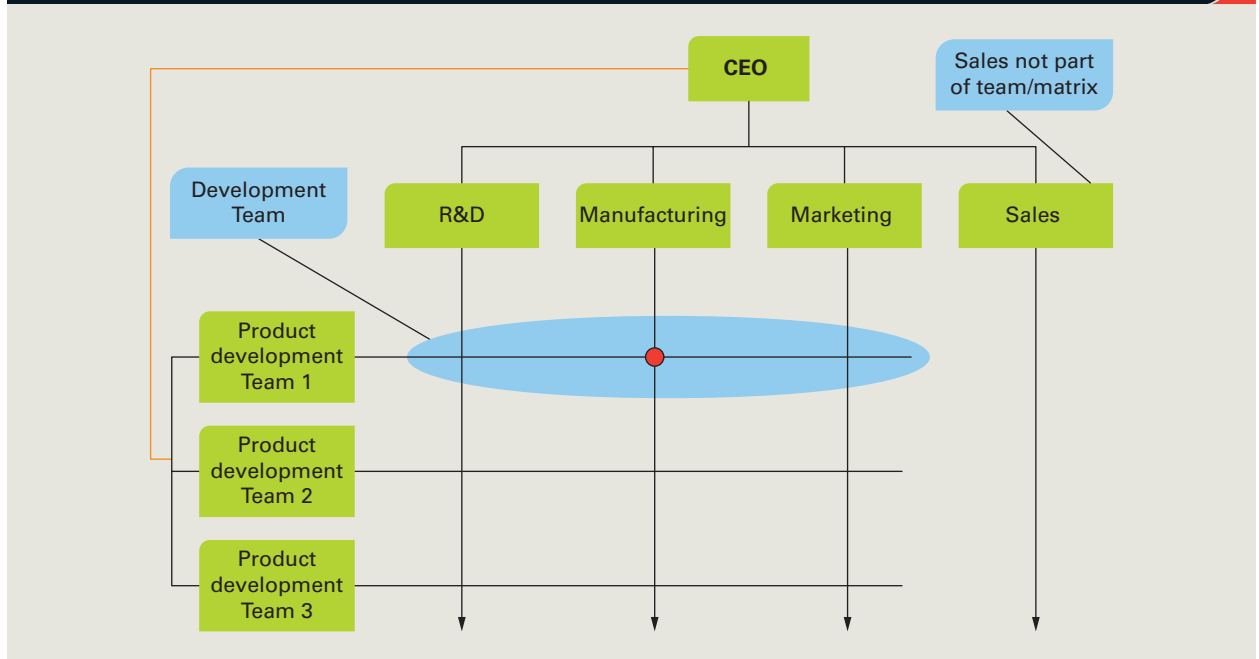 CEO
Sales not part
of team/matrix
Development
Team
R&D
Manufacturing
Marketing
Sales
Product
development
Team 1
Product
development
Team 2
Product
development
Team 3